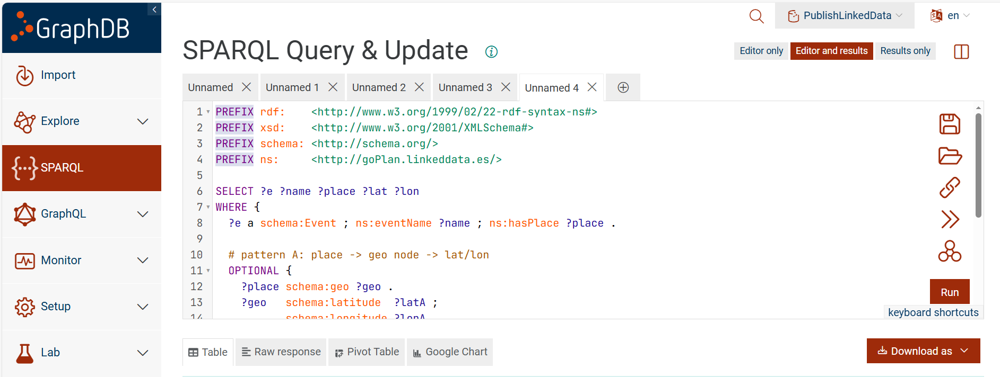 GraphDB
PublishLinkedData
en
SPARQL Query & Update
Editor only
Editor and results
Results only
Import
Explore
SPARQL
GraphQL
Monitor
Setup
Lab
Unnamed
Unnamed 1
Unnamed 2
Unnamed 3
Unnamed 4
1 PREFIX rdf:    <http://www.w3.org/1999/02/22-rdf-syntax-ns#>
2 PREFIX xsd:    <http://www.w3.org/2001/XMLSchema#>
3 PREFIX schema: <http://schema.org/>
4 PREFIX ns:     <http://goPlan.linkeddata.es/>
5
6 SELECT ?e ?name ?place ?lat ?lon
7 WHERE {
8   ?e a schema:Event ; ns:eventName ?name ; ns:hasPlace ?place .
9
10   # pattern A: place -> geo node -> lat/lon
11   OPTIONAL {
12     ?place schema:geo ?geo .
13     ?geo   schema:latitude  ?latA ;
14            schema:longitude ?lonA
Run
keyboard shortcuts
Table
Raw response
Pivot Table
Google Chart
Download as